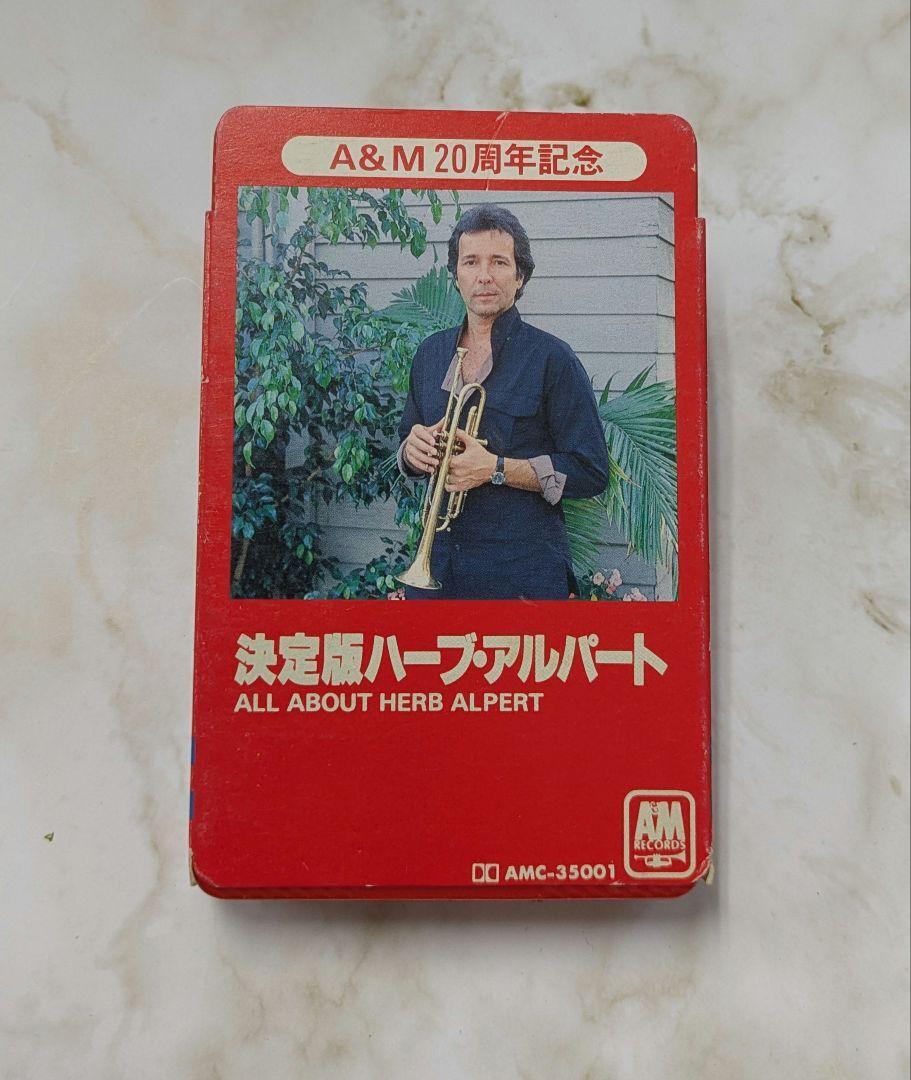 A&M 20周年記念
決定版ハーブ・アルパート
ALL ABOUT HERB ALPERT
A&M
RECORDS
AMC-35001